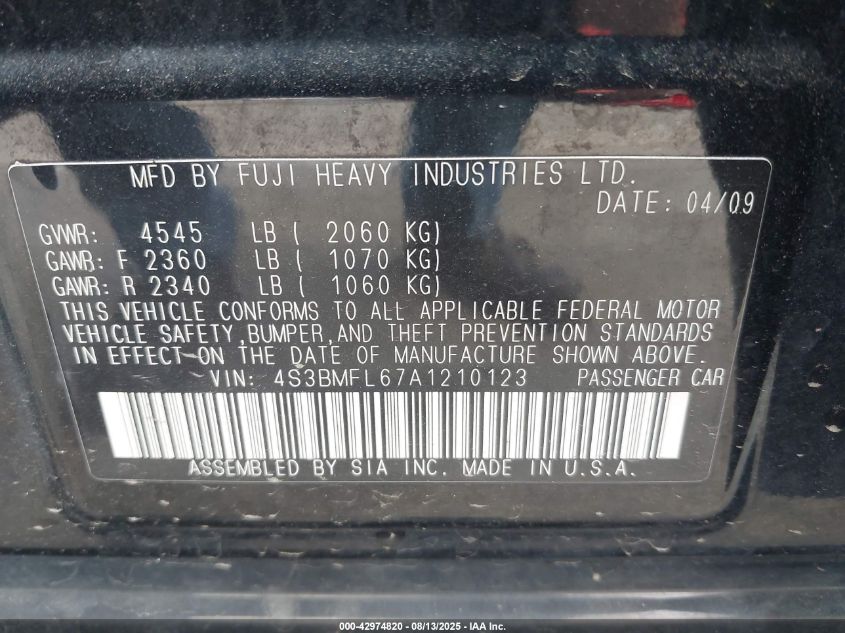 MFD BY FUJI HEAVY INDUSTRIES LTD.
DATE: 04/09
GVWR: 4545 LB ( 2060 KG)
GAWR: F 2360 LB ( 1070 KG)
GAWR: R 2340 LB ( 1060 KG)
THIS VEHICLE CONFORMS TO ALL APPLICABLE FEDERAL MOTOR
VEHICLE SAFETY,BUMPER,AND THEFT PREVENTION STANDARDS
IN EFFECT ON THE DATE OF MANUFACTURE SHOWN ABOVE.
VIN: 4S3BMFL67A1210123 PASSENGER CAR
ASSEMBLED BY SIA INC. MADE IN U.S.A.
000-42974820 - 08/13/2025 - IAA Inc.